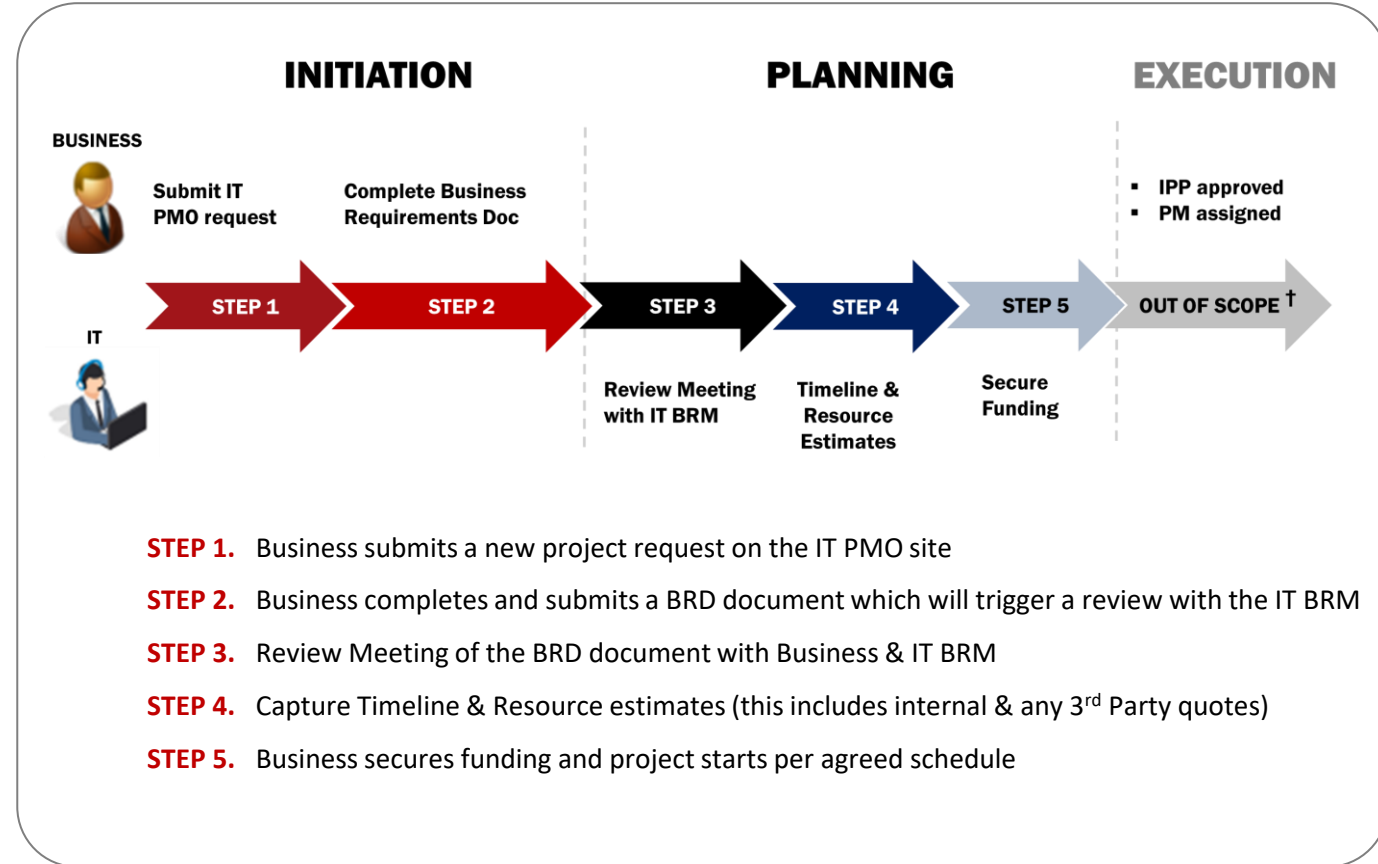 INITIATION
PLANNING
EXECUTION
BUSINESS
Submit IT
PMO request
Complete Business
Requirements Doc
▪ IPP approved
▪ PM assigned
STEP 1
STEP 2
STEP 3
STEP 4
STEP 5
OUT OF SCOPE †
IT
Review Meeting
with IT BRM
Timeline &
Resource
Estimates
Secure
Funding
STEP 1. Business submits a new project request on the IT PMO site
STEP 2. Business completes and submits a BRD document which will trigger a review with the IT BRM
STEP 3. Review Meeting of the BRD document with Business & IT BRM
STEP 4. Capture Timeline & Resource estimates (this includes internal & any 3rd Party quotes)
STEP 5. Business secures funding and project starts per agreed schedule